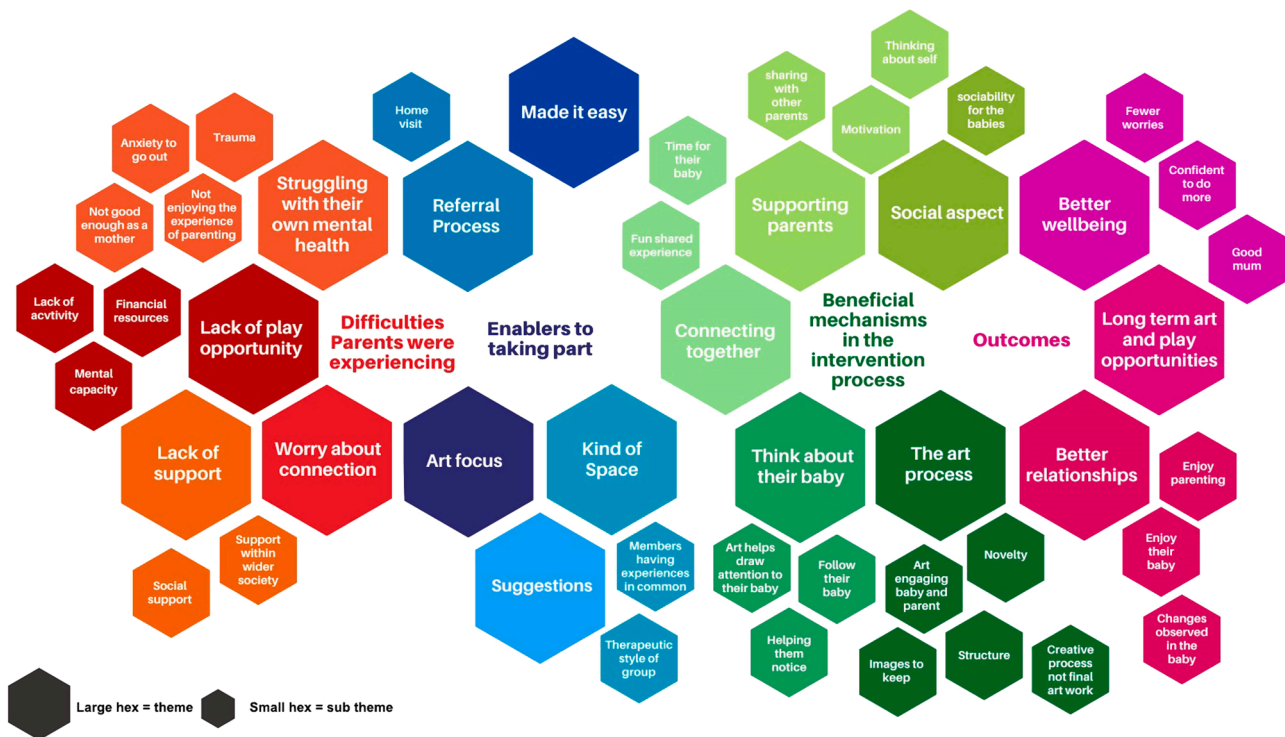 Anxiety to
go out
Trauma
Not good
enough as a
mother
Not
enjoying the
experience
of parenting
Struggling
with their
own mental
health
Home
visit
Referral
Process
Made it easy
Lack of
acvtivity
Financial
resources
Mental
capacity
Lack of play
opportunity
Difficulties
Parents were
experiencing
Enablers to
taking part
Lack of
support
Worry about
connection
Social
support
Support
within
wider
society
Art focus
Kind of
Space
Suggestions
Members
having
experiences
in common
Therapeutic
style of
group
Time for
their
baby
Fun shared
experience
Connecting
together
sharing
with
other
parents
Thinking
about self
Motivation
Supporting
parents
sociability
for the
babies
Social aspect
Beneficial
mechanisms
in the
intervention
process
Think about
their baby
The art
process
Art helps
draw
attention to
their baby
Follow
their
baby
Helping
them
notice
Art
engaging
baby and
parent
Novelty
Images to
keep
Structure
Creative
process
not final
art work
Fewer
worries
Confident
to do
more
Good
mum
Better
wellbeing
Outcomes
Long term art
and play
opportunities
Better
relationships
Enjoy
parenting
Enjoy
their
baby
Changes
observed
in the
baby
Large hex = theme
Small hex = sub theme